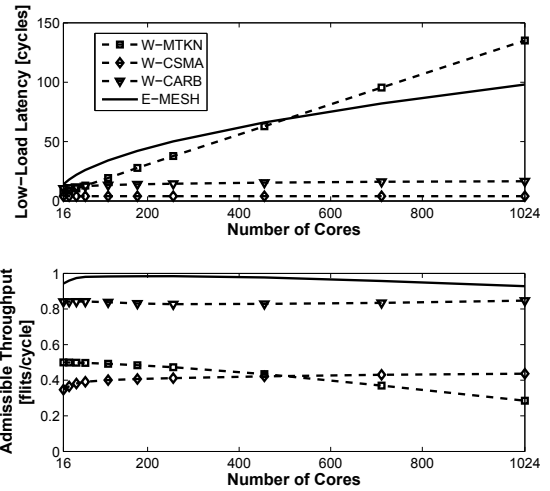 150
100
50
0
Low-Load Latency [cycles]
W-MTKN
W-CSMA
W-CARB
E-MESH
16 200 400 600 800 1024
Number of Cores
1
0.8
0.6
0.4
0.2
0
Admissible Throughput
[flits/cycle]
16 200 400 600 800 1024
Number of Cores